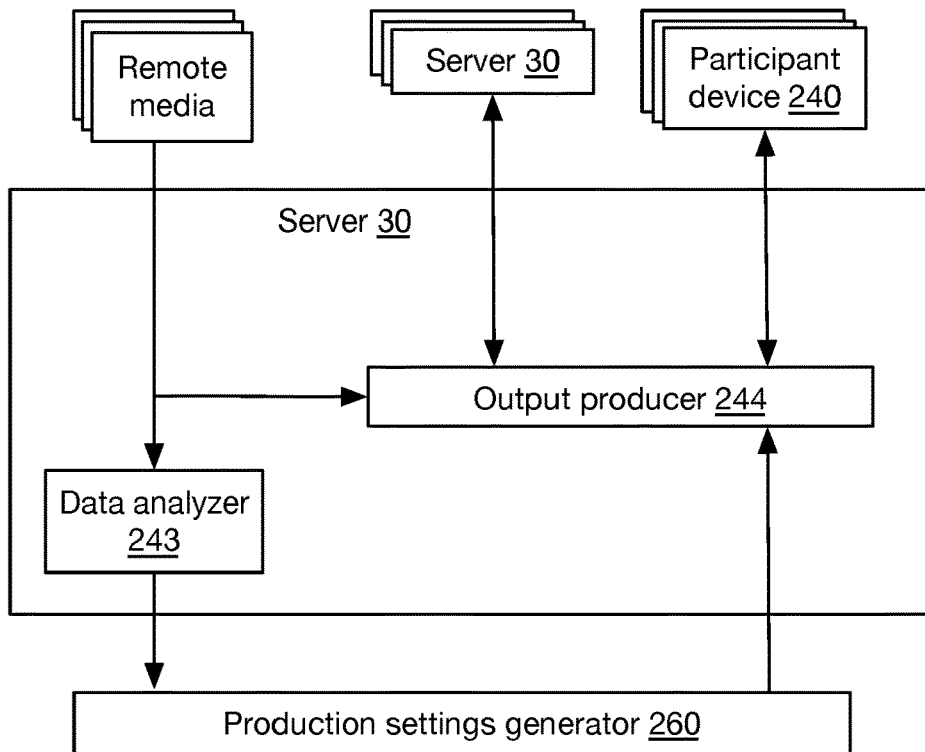 Remote
media
Server 30
Participant
device 240
Server 30
Output producer 244
Data analyzer
243
Production settings generator 260